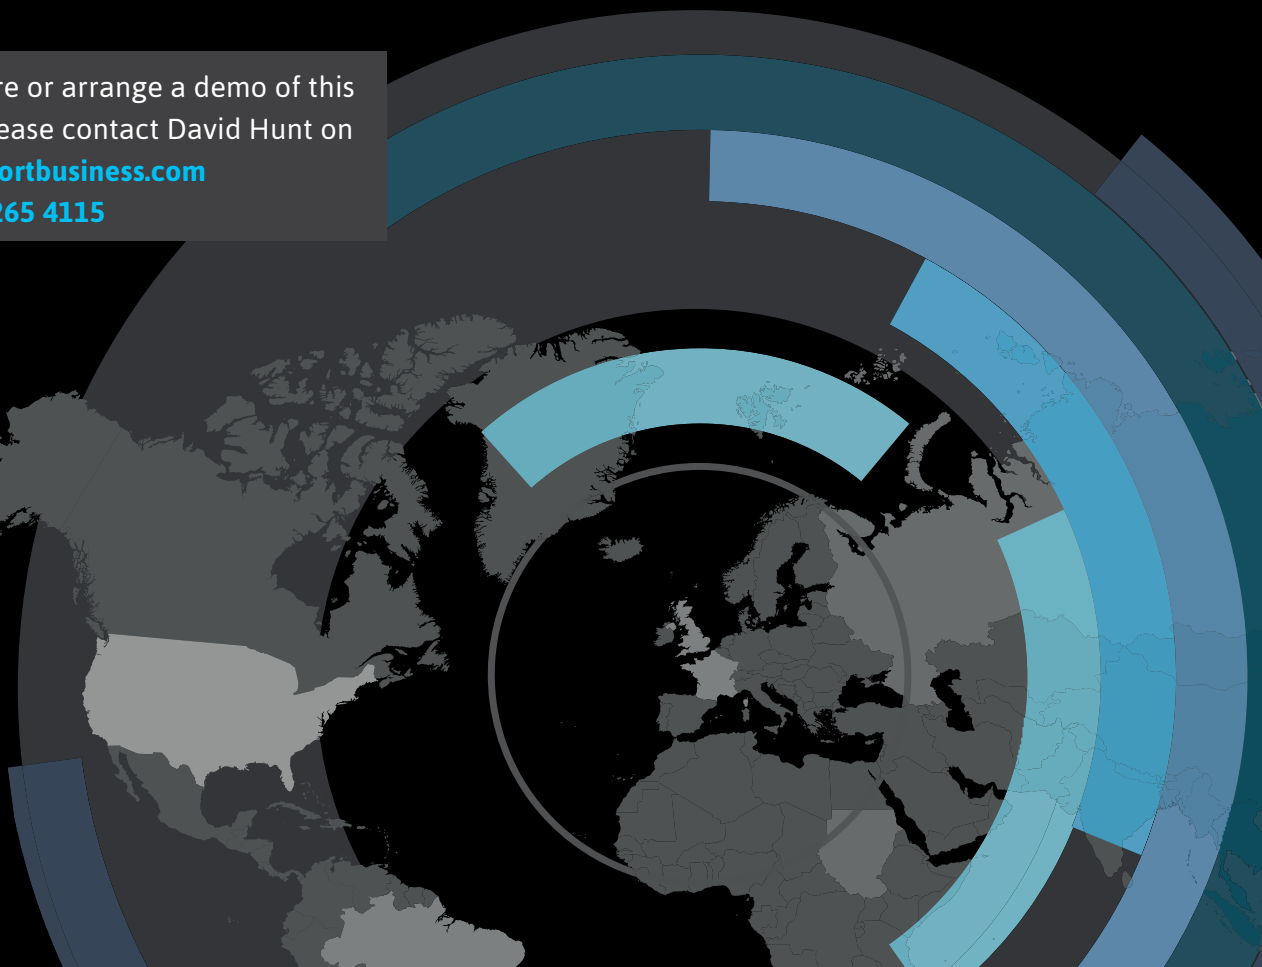 re or arrange a demo of this
ease contact David Hunt on
ortbusiness.com
265 4115